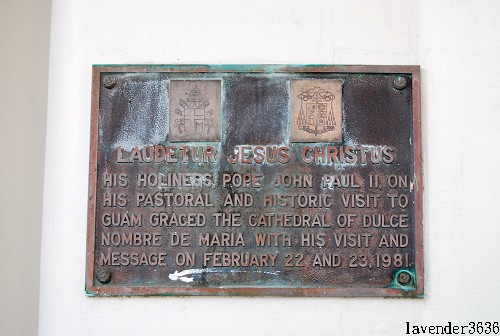 LAUDETUR JESUS CHRISTUS
HIS HOLINESS, POPE JOHN PAUL II, ON
HIS PASTORAL AND HISTORIC VISIT TO
GUAM GRACED THE CATHEDRAL OF DULCE
NOMBRE DE MARIA WITH HIS VISIT AND
MESSAGE ON FEBRUARY 22 AND 23, 1981.
lavender3636